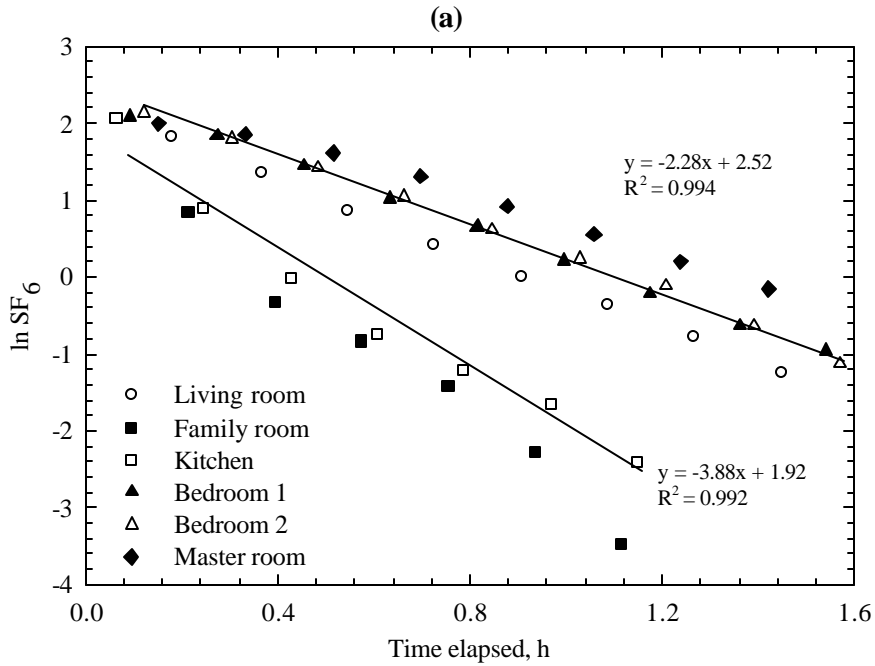 (a)
3
2
1
0
-1
-2
-3
-4
ln SF6
y = -2.28x + 2.52
R2 = 0.994
Living room
Family room
Kitchen
Bedroom 1
Bedroom 2
Master room
y = -3.88x + 1.92
R2 = 0.992
0.0 0.4 0.8 1.2 1.6
Time elapsed, h